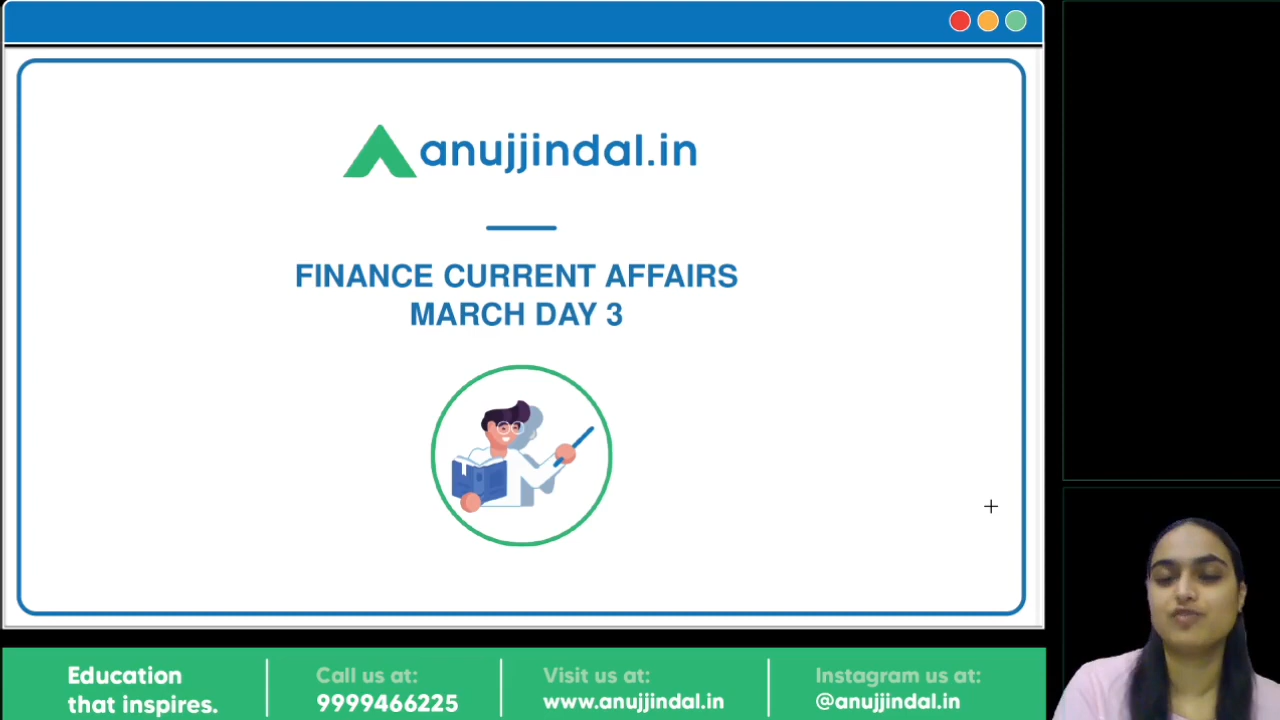 anujjindal.in
FINANCE CURRENT AFFAIRS
MARCH DAY 3
Education
that inspires.
Call us at:
9999466225
Visit us at:
www.anujjindal.in
Instagram us at:
@anujjindal.in